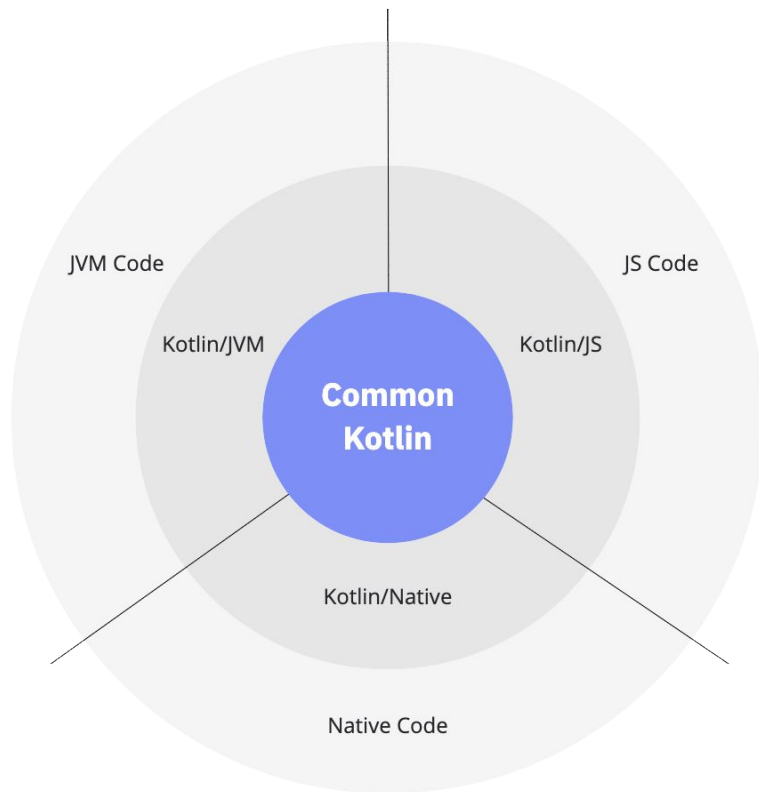 JVM Code
JS Code
Kotlin/JVM
Kotlin/JS
Common
Kotlin
Kotlin/Native
Native Code